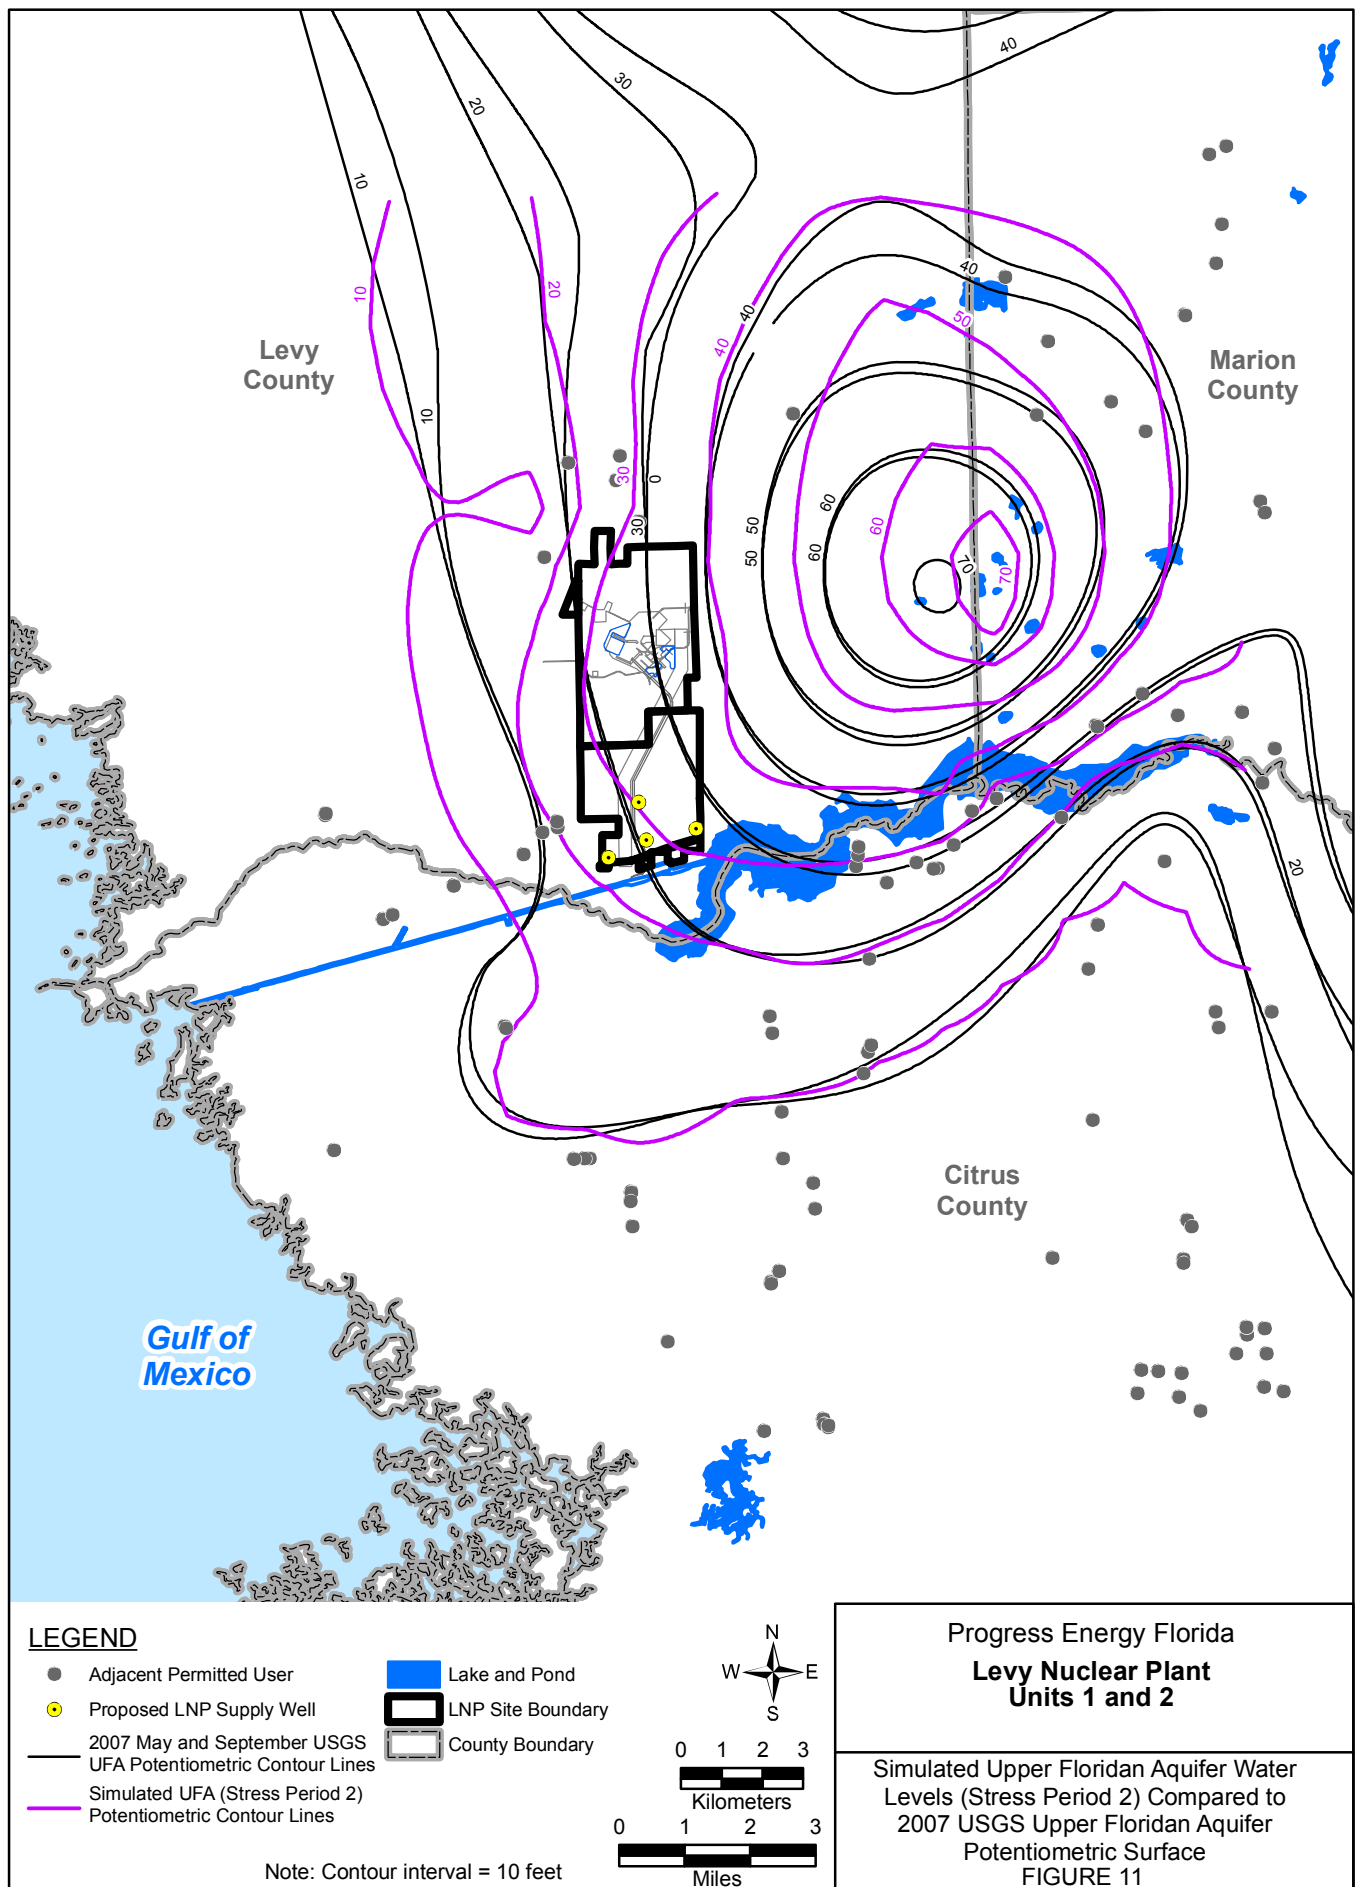 40
30
20
10
40
10
20
50
40
40
Levy
County
Marion
County
10
30
0
60
50
60
30
60
50
70
70
20
Citrus
County
Gulf of
Mexico
LEGEND
Adjacent Permitted User
Proposed LNP Supply Well
2007 May and September USGS
UFA Potentiometric Contour Lines
Simulated UFA (Stress Period 2)
Potentiometric Contour Lines
Lake and Pond
LNP Site Boundary
County Boundary
Note: Contour interval = 10 feet
N
W E
S
0 1 2 3
Kilometers
0 1 2 3
Miles
Progress Energy Florida
Levy Nuclear Plant
Units 1 and 2
Simulated Upper Floridan Aquifer Water
Levels (Stress Period 2) Compared to
2007 USGS Upper Floridan Aquifer
Potentiometric Surface
FIGURE 11